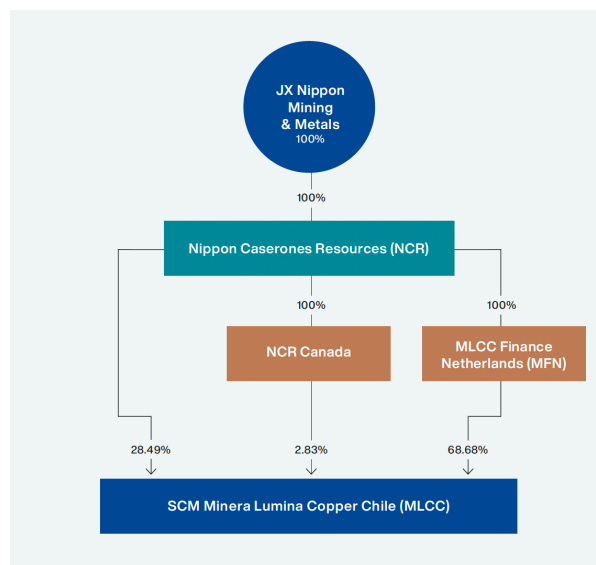 JX Nippon
Mining
& Metals
100%
100%
Nippon Caserones Resources (NCR)
100%
100%
NCR Canada
MLCC Finance
Netherlands (MFN)
28.49%
2.83%
68.68%
SCM Minera Lumina Copper Chile (MLCC)